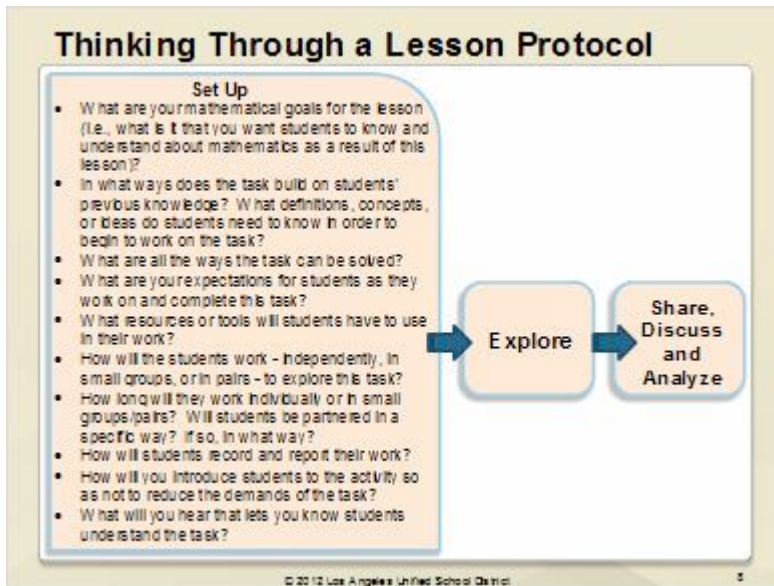 Thinking Through a Lesson Protocol
Set Up
• What are your mathematical goals for the lesson
(i.e., what is it that you want students to know and
understand about mathematics as a result of this
lesson)?
• In what ways does the task build on students'
previous knowledge? What definitions, concepts,
or ideas do students need to know in order to
begin to work on the task?
• What are all the ways the task can be solved?
• What are your expectations for students as they
work on and complete this task?
• What resources or tools will students have to use
in their work?
• How will the students work – independently, in
small groups, or in pairs – to explore this task?
• How long will they work individually or in small
groups/pairs? Will students be partnered in a
specific way? If so, in what way?
• How will students record and report their work?
• How will you introduce students to the activity so
as not to reduce the demands of the task?
• What will you hear that lets you know students
understand the task?
Explore
Share,
Discuss
and
Analyze
© 2012 Los Angeles Unified School District